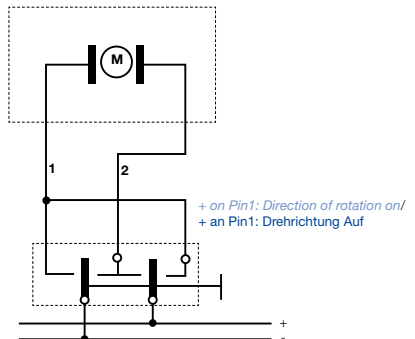 M
1
2
+ on Pin1: Direction of rotation on/
+ an Pin1: Drehrichtung Auf
+
-